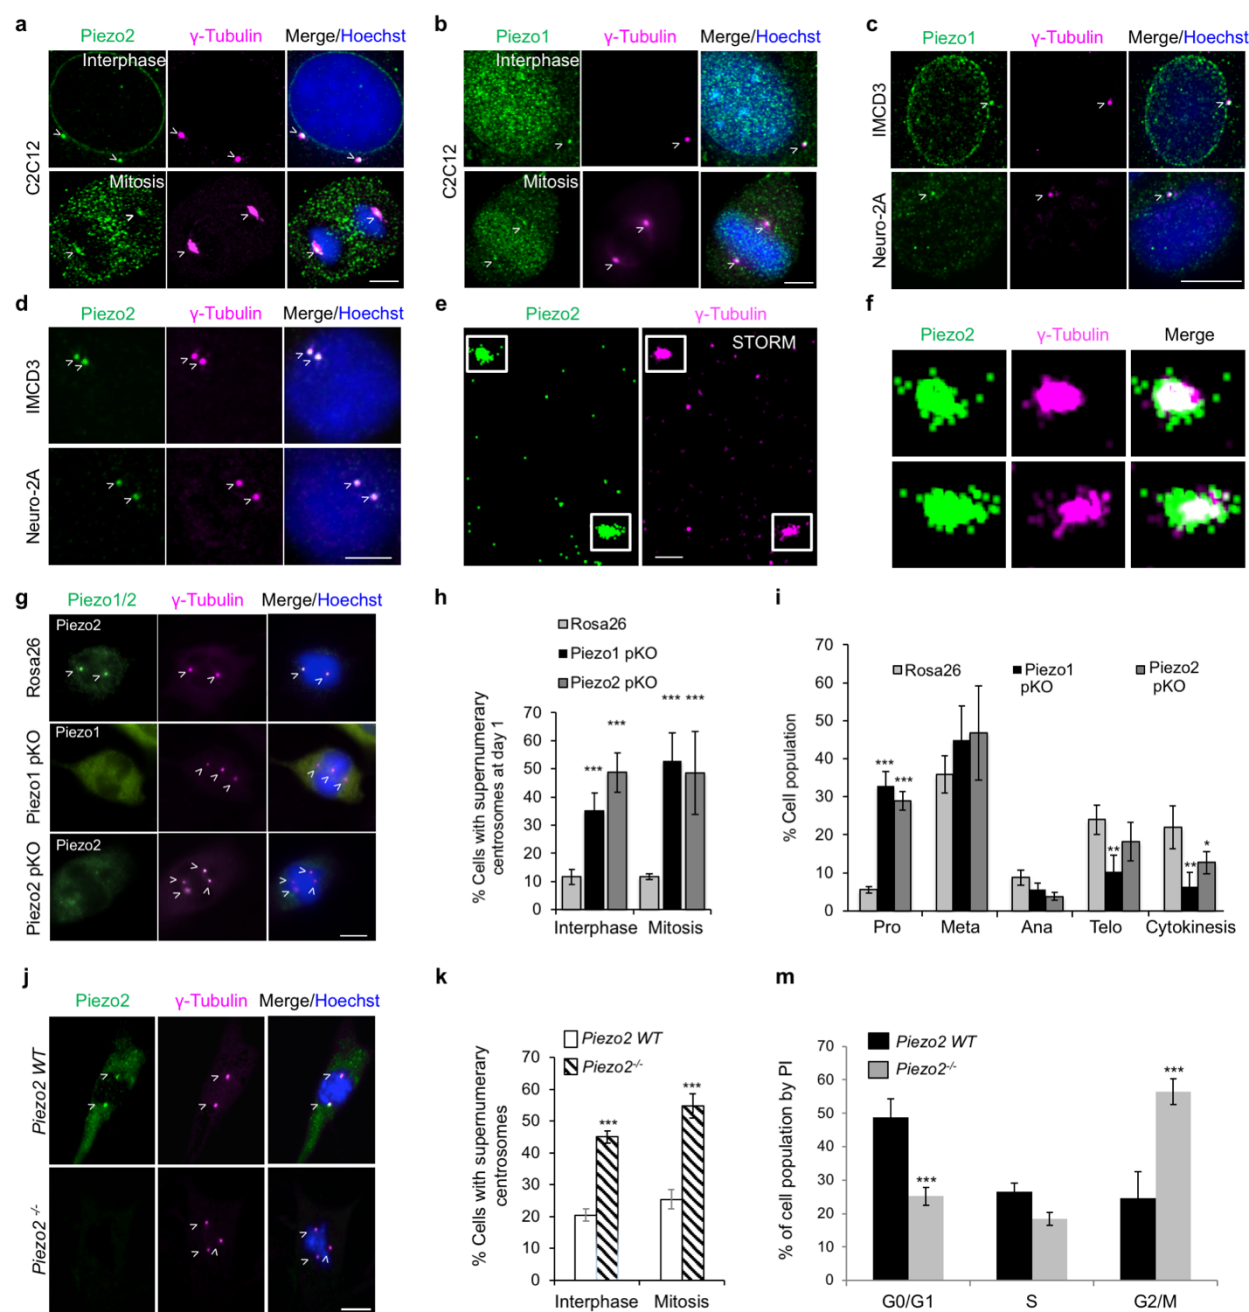 a
Piezo2 γ-Tubulin Merge/Hoechst
C2C12
Interphase
Mitosis
b
Piezo1 γ-Tubulin Merge/Hoechst
C2C12
Interphase
Mitosis
c
Piezo1 γ-Tubulin Merge/Hoechst
IMCD3
Neuro-2A
d
Piezo2 γ-Tubulin Merge/Hoechst
IMCD3
Neuro-2A
e
Piezo2 γ-Tubulin
STORM
f
Piezo2 γ-Tubulin Merge
g
Piezo1/2 γ-Tubulin Merge/Hoechst
Rosa26
Piezo2
Piezo1 pKO
Piezo1
Piezo2 pKO
Piezo2
h
Rosa26
Piezo1 pKO
Piezo2 pKO
% Cells with supernumerary
centrosomes at day 1
70
60
50
40
30
20
10
0
*** *** *** ***
Interphase Mitosis
i
Rosa26 Piezo1 pKO Piezo2 pKO
% Cell population
70
60
50
40
30
20
10
0
*** *** ** ** *
Pro Meta Ana Telo Cytokinesis
j
Piezo2 γ-Tubulin Merge/Hoechst
Piezo2 WT
Piezo2 -/-
k
Piezo2 WT
Piezo2-/-
% Cells with supernumerary
centrosomes
70
60
50
40
30
20
10
0
*** ***
Interphase Mitosis
m
Piezo2 WT
Piezo2-/-
% of cell population by PI
70
60
50
40
30
20
10
0
*** ***
G0/G1 S G2/M